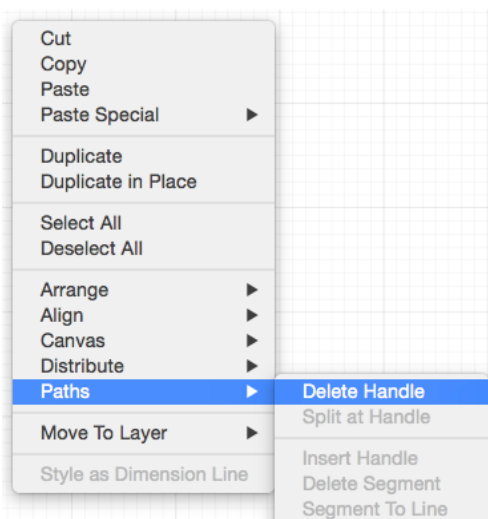 Cut
Copy
Paste
Paste Special
Duplicate
Duplicate in Place
Select All
Deselect All
Arrange
Align
Canvas
Distribute
Paths
Move To Layer
Style as Dimension Line
Delete Handle
Split at Handle
Insert Handle
Delete Segment
Segment To Line